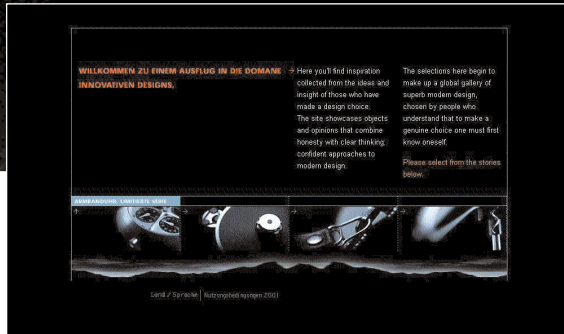 WILLKOMMEN ZU EINEM AUSFLUG IN DIE DOMANE
INNOVATIVEN DESIGNS.
Here you'll find inspiration
collected from the ideas and
insight of those who have
made a design choice.
The site showcases objects
and opinions that combine
honesty with clear thinking:
confident approaches to
modern design.
The selections here begin to
make up a global gallery of
superb modern design,
chosen by people who
understand that to make a
genuine choice one must first
know oneself.
Please select from the stories
below.
ARMBANDUHR, LIMITIERTE SERIE
Land / Sprache | Nutzungsbedingungen 2001